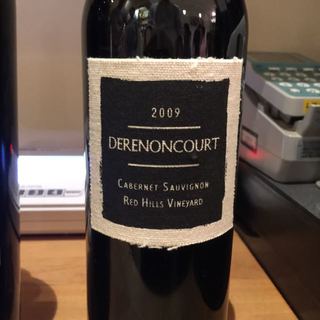 2009
DERENONCOURT
CABERNET SAUVIGNON
RED HILLS VINEYARD